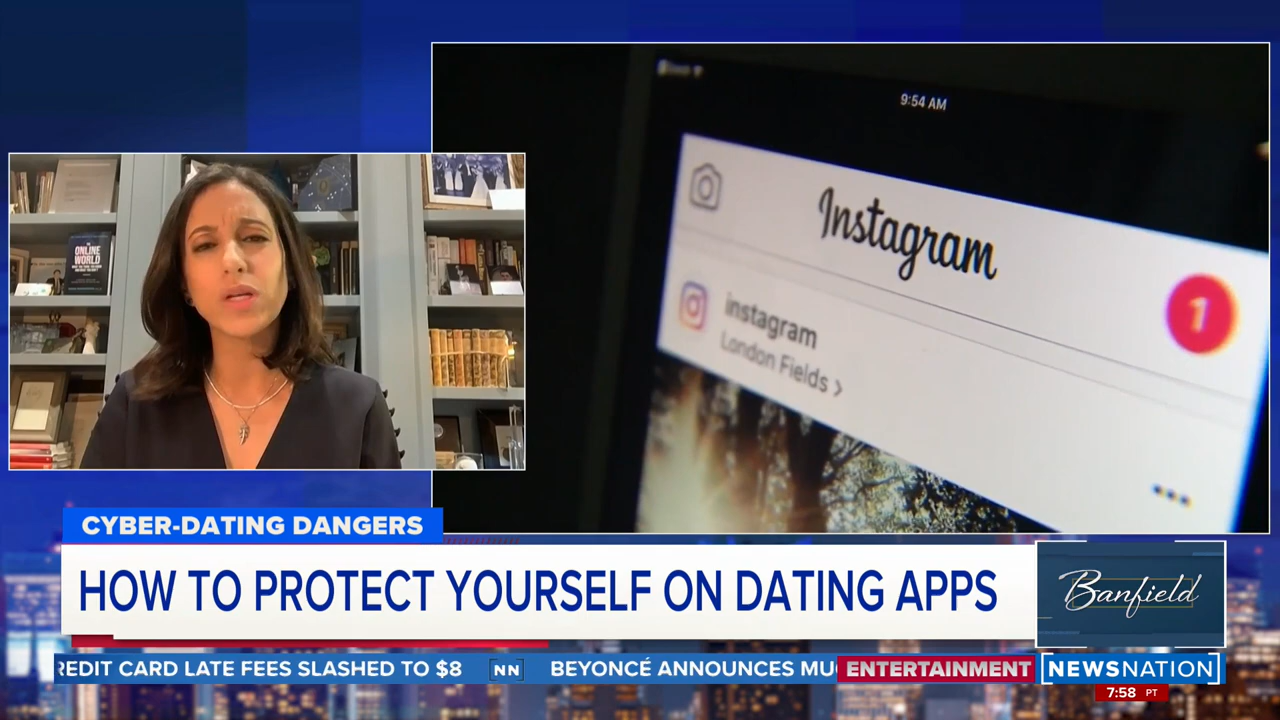 9:54 AM
Instagram
1
instagram
London Fields >
ONLINE
WORLD
CYBER-DATING DANGERS
HOW TO PROTECT YOURSELF ON DATING APPS
Banfield
REDIT CARD LATE FEES SLASHED TO $8 NN BEYONCÉ ANNOUNCES MU ENTERTAINMENT NEWSNATION
7:58 PT